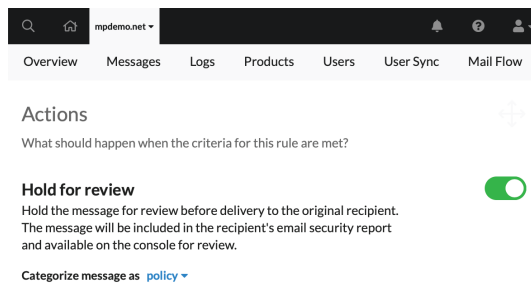 mpdemo.net
Overview Messages Logs Products Users User Sync Mail Flow
Actions
What should happen when the criteria for this rule are met?
Hold for review
Hold the message for review before delivery to the original recipient.
The message will be included in the recipient's email security report
and available on the console for review.
Categorize message as policy